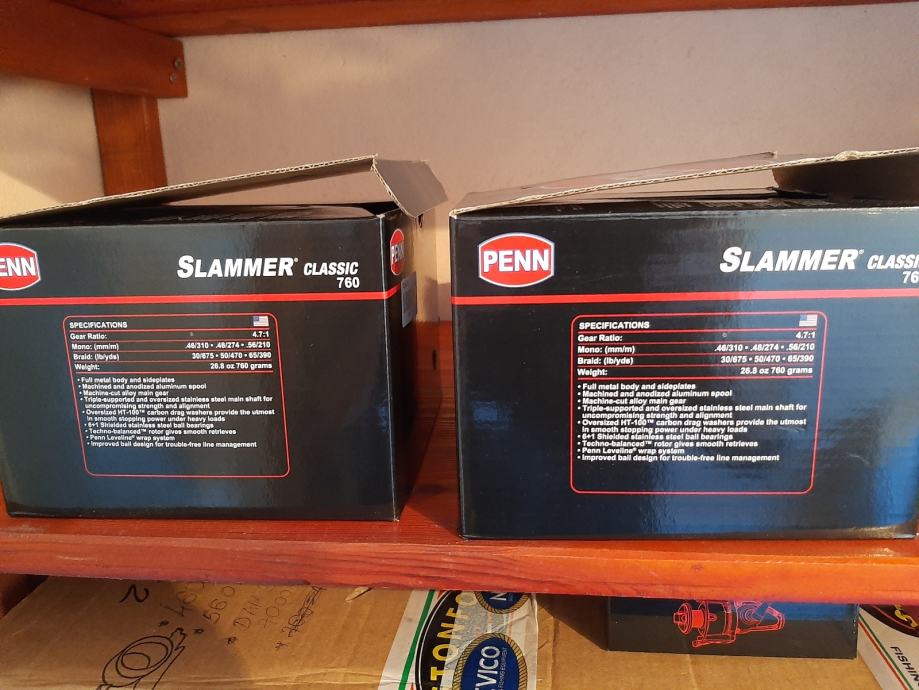 ENN
SLAMMER® CLASSIC
760
SPECIFICATIONS
Gear Ratio: 4.7:1
Mono: (mm/m) .46/310 • .48/274 • .56/210
Braid: (lb/yds) 30/675 • 50/470 • 65/390
Weight: 26.8 oz 760 grams
• Full metal body and sideplates
• Machined and anodized aluminum spool
• Machine-cut alloy main gear
• Triple-supported and oversized stainless steel main shaft for
uncompromising strength and alignment
• Oversized HT-100™ carbon drag washers provide the utmost
in smooth stopping power under heavy loads
• 6+1 Shielded stainless steel ball bearings
• Techno-balanced™ rotor gives smooth retrieves
• Penn Leveline® wrap system
• Improved bail design for trouble-free line management
PENN
SLAMMER® CLASSI
76
SPECIFICATIONS
Gear Ratio: 4.7:1
Mono: (mm/m) .46/310 • .48/274 • .56/210
Braid: (lb/yds) 30/675 • 50/470 • 65/390
Weight: 26.8 oz 760 grams
• Full metal body and sideplates
• Machined and anodized aluminum spool
• Machine-cut alloy main gear
• Triple-supported and oversized stainless steel main shaft for
uncompromising strength and alignment
• Oversized HT-100™ carbon drag washers provide the utmost
in smooth stopping power under heavy loads
• 6+1 Shielded stainless steel ball bearings
• Techno-balanced™ rotor gives smooth retrieves
• Penn Leveline® wrap system
• Improved bail design for trouble-free line management
2
560
TONE
VICO
FISHIN